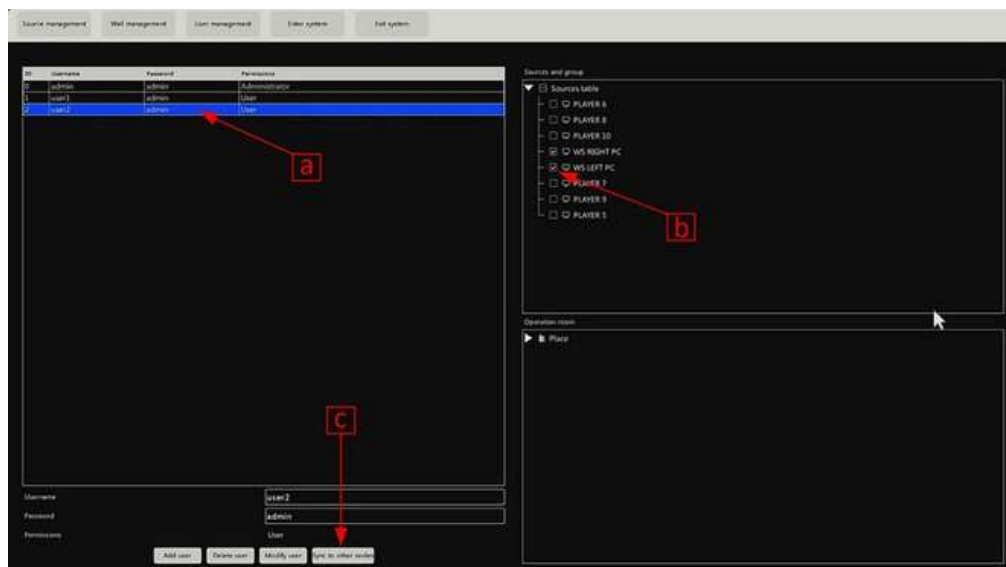 Source management Wall management User management Enter system Exit system
ID Username Password Permissions
0 admin admin Administrator
1 user1 admin User
2 user2 admin User
a
Sources and group
Sources table
PLAYER 6
PLAYER 8
PLAYER 10
WS RIGHT PC
WS LEFT PC
PLAYER 7
PLAYER 9
PLAYER 5
b
Operation room
Place
c
Username user2
Password admin
Permissions User
Add user Delete user Modify user Sync to other nodes